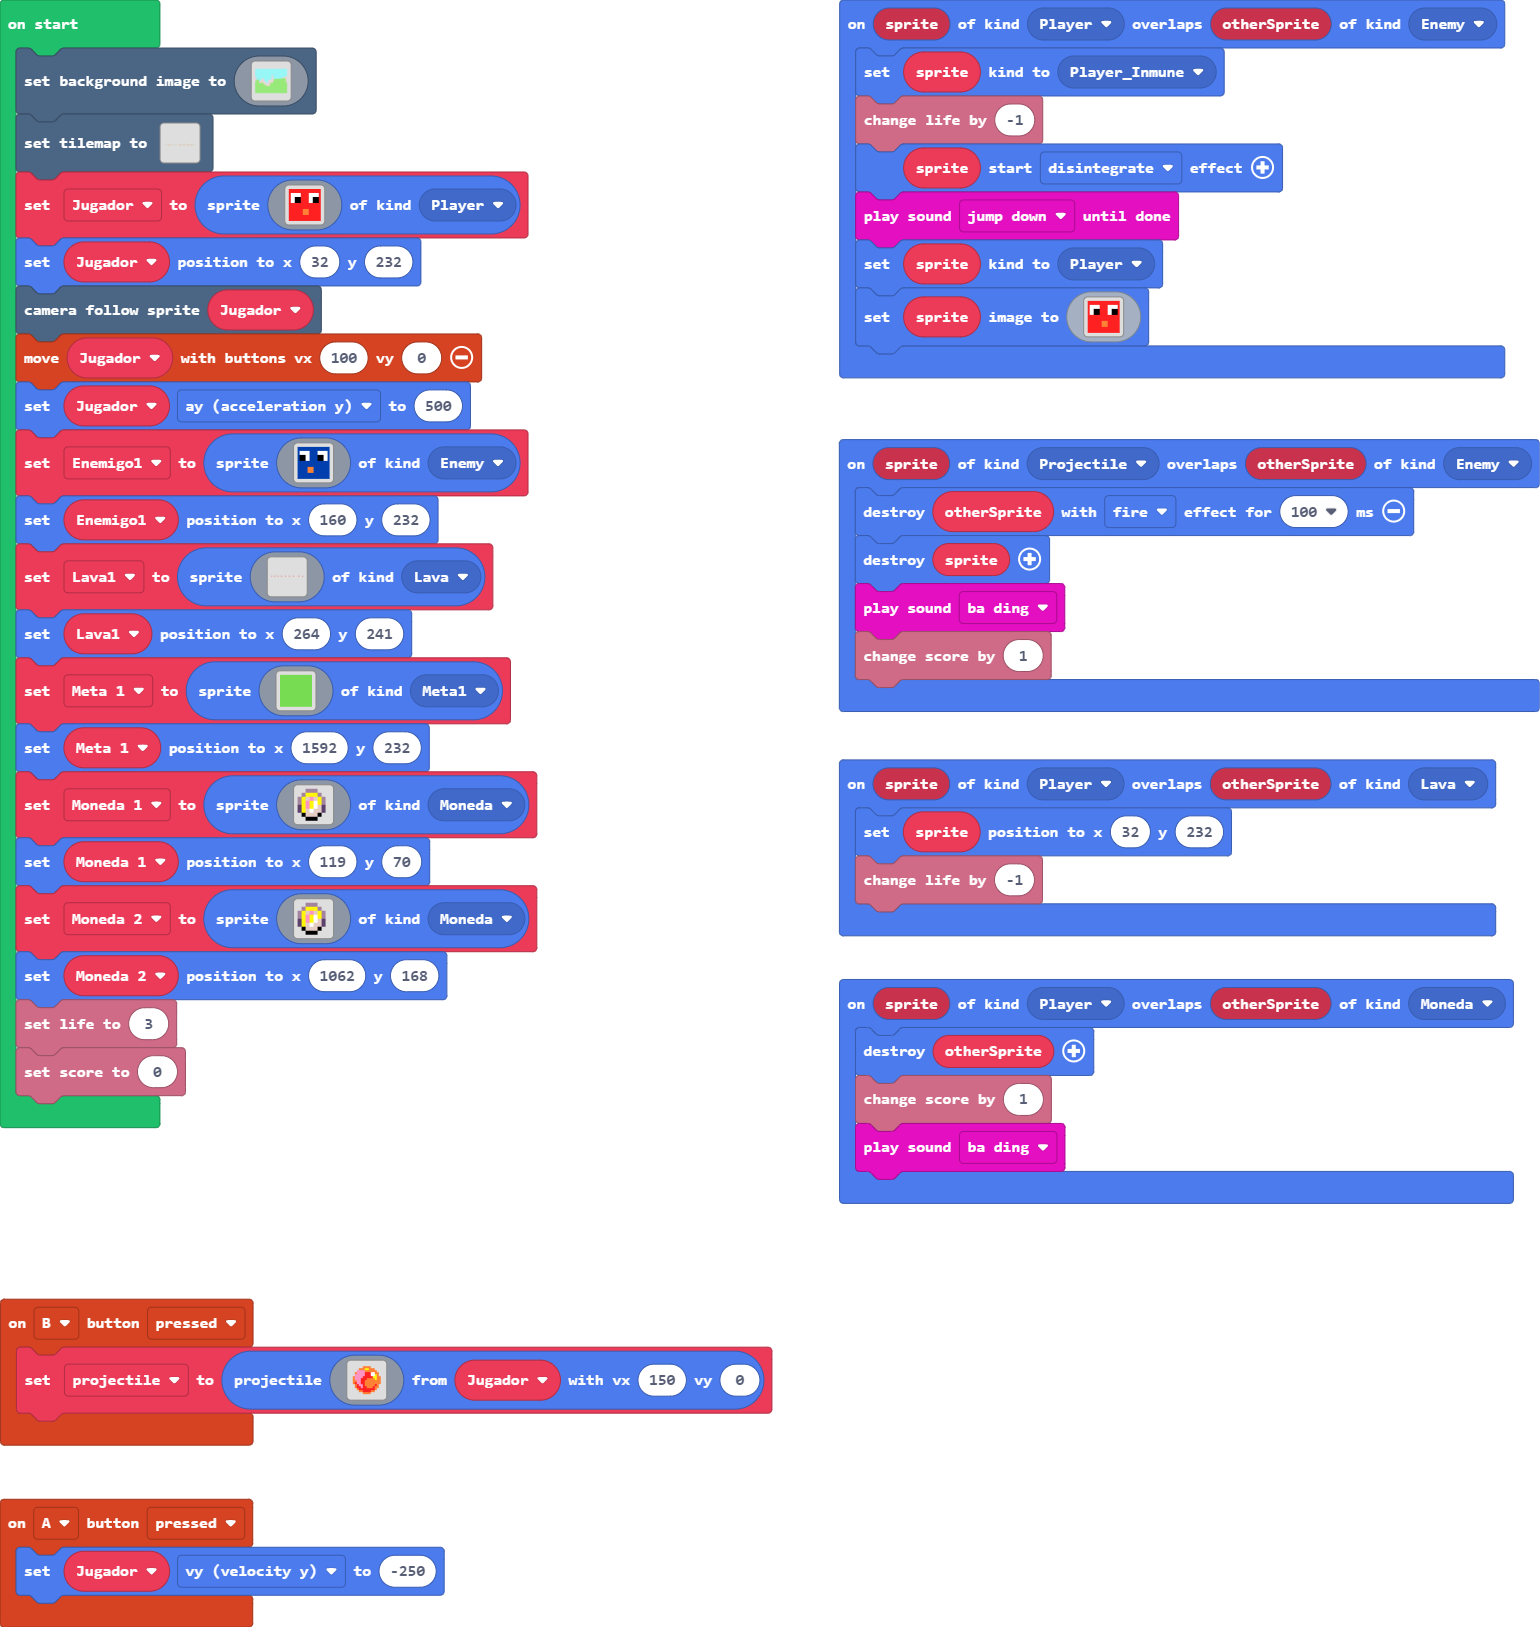 on start
set background image to
set tilemap to
set Jugador to sprite of kind Player
set Jugador position to x 32 y 232
camera follow sprite Jugador
move Jugador with buttons vx 100 vy 0
set Jugador ay (acceleration y) to 500
set Enemigo1 to sprite of kind Enemy
set Enemigo1 position to x 160 y 232
set Lava1 to sprite of kind Lava
set Lava1 position to x 264 y 241
set Meta 1 to sprite of kind Meta1
set Meta 1 position to x 1592 y 232
set Moneda 1 to sprite of kind Moneda
set Moneda 1 position to x 119 y 70
set Moneda 2 to sprite of kind Moneda
set Moneda 2 position to x 1062 y 168
set life to 3
set score to 0
on B button pressed
set projectile to projectile from Jugador with vx 150 vy 0
on A button pressed
set Jugador vy (velocity y) to -250
on sprite of kind Player overlaps otherSprite of kind Enemy
set sprite kind to Player_Inmune
change life by -1
sprite start disintegrate effect
play sound jump down until done
set sprite kind to Player
set sprite image to
on sprite of kind Projectile overlaps otherSprite of kind Enemy
destroy otherSprite with fire effect for 100 ms
destroy sprite
play sound ba ding
change score by 1
on sprite of kind Player overlaps otherSprite of kind Lava
set sprite position to x 32 y 232
change life by -1
on sprite of kind Player overlaps otherSprite of kind Moneda
destroy otherSprite
change score by 1
play sound ba ding